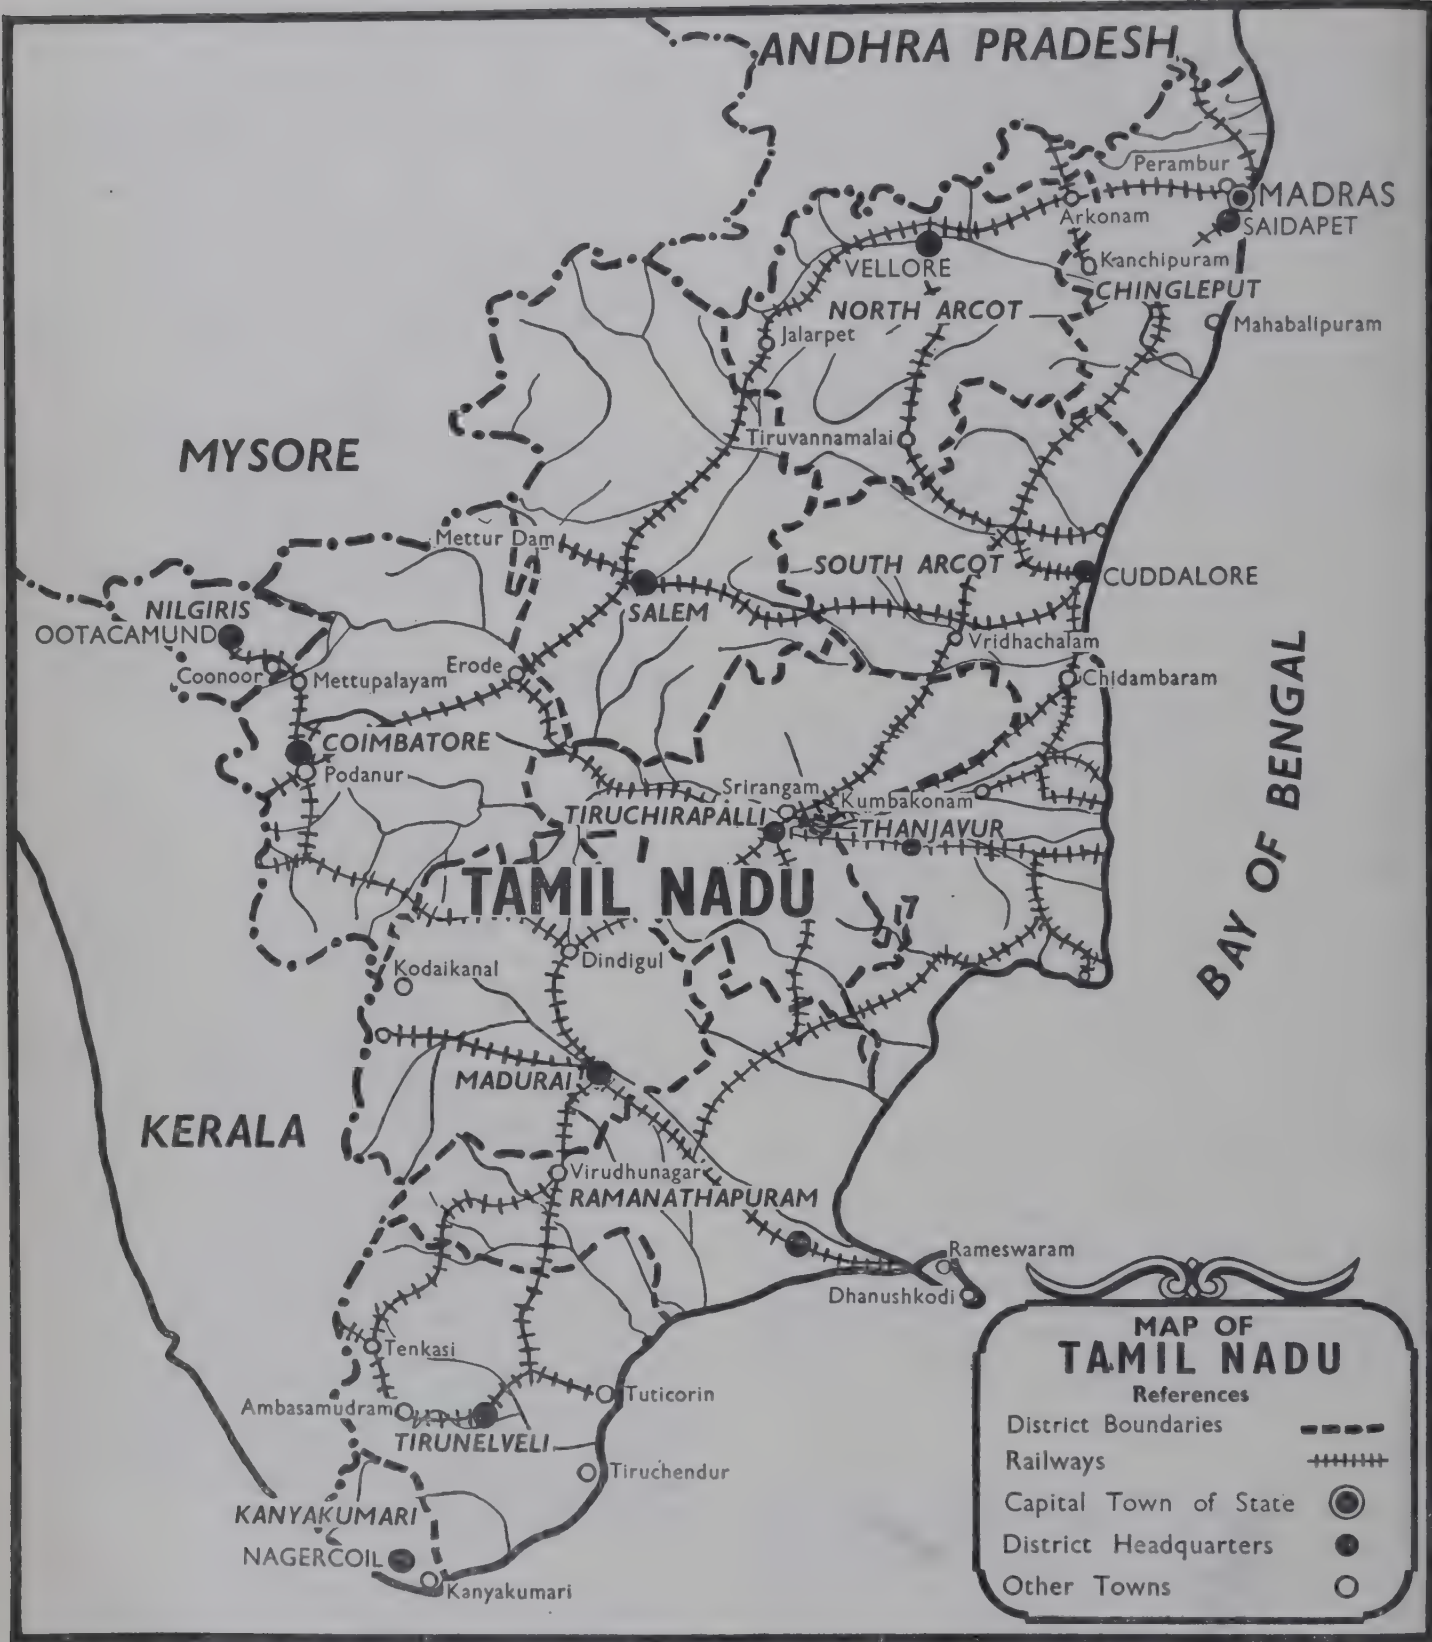 ANDHRA PRADESH
Perambur
MADRAS
Arkonam
SAIDAPET
VELLORE
Kanchipuram
CHINGLEPUT
NORTH ARCOT
Mahabalipuram
Jalarpet
MYSORE
Tiruvannamalai
Mettur Dam
SOUTH ARCOT
CUDDALORE
NILGIRIS
SALEM
OOTACAMUND
Vridhachalam
Coonoor
Mettupalayam
Erode
Chidambaram
COIMBATORE
Podanur
Srirangam
Kumbakonam
TIRUCHIRAPALLI
THANJAVUR
BAY OF BENGAL
TAMIL NADU
Kodaikanal
Dindigul
MADURAI
KERALA
Virudhunagar
RAMANATHAPURAM
Rameswaram
Dhanushkodi
Tenkasi
Ambasamudram
Tuticorin
TIRUNELVELI
Tiruchendur
KANYAKUMARI
NAGERCOIL
Kanyakumari
MAP OF
TAMIL NADU
References
District Boundaries
Railways
Capital Town of State
District Headquarters
Other Towns